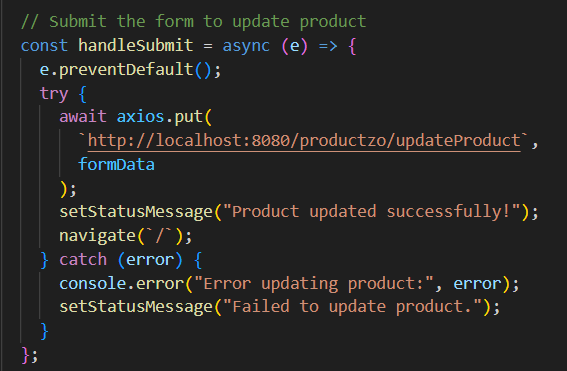 // Submit the form to update product
const handleSubmit = async (e) => {
  e.preventDefault();
  try {
    await axios.put(
      `http://localhost:8080/productzo/updateProduct`,
      formData
    );
    setStatusMessage("Product updated successfully!");
    navigate(`/`);
  } catch (error) {
    console.error("Error updating product:", error);
    setStatusMessage("Failed to update product.");
  }
};